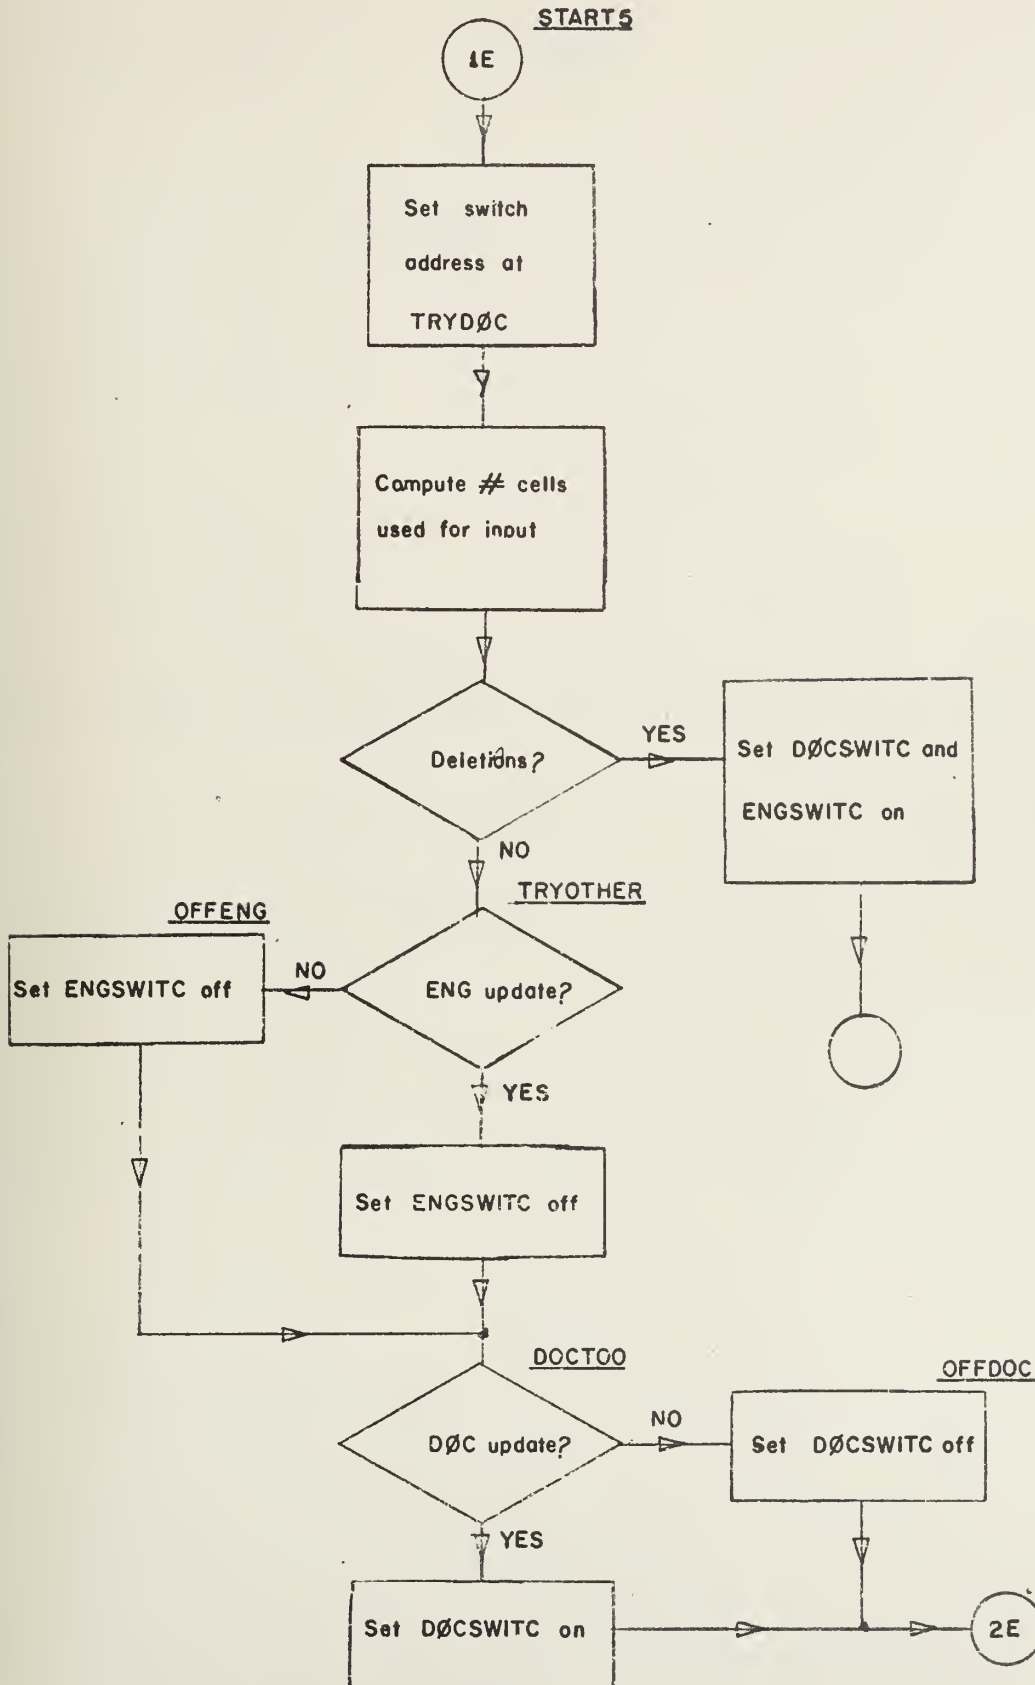 START5
1E
Set switch
address at
TRYDØC
Compute # cells
used for input
Deletions?
YES
Set DØCSWITC and
ENGSWITC on
NO
TRYOTHER
OFFENG
Set ENGSWITC off
NO
ENG update?
YES
Set ENGSWITC off
DOCTOO
OFFDOC
DØC update?
NO
Set DØCSWITC off
YES
Set DØCSWITC on
2E